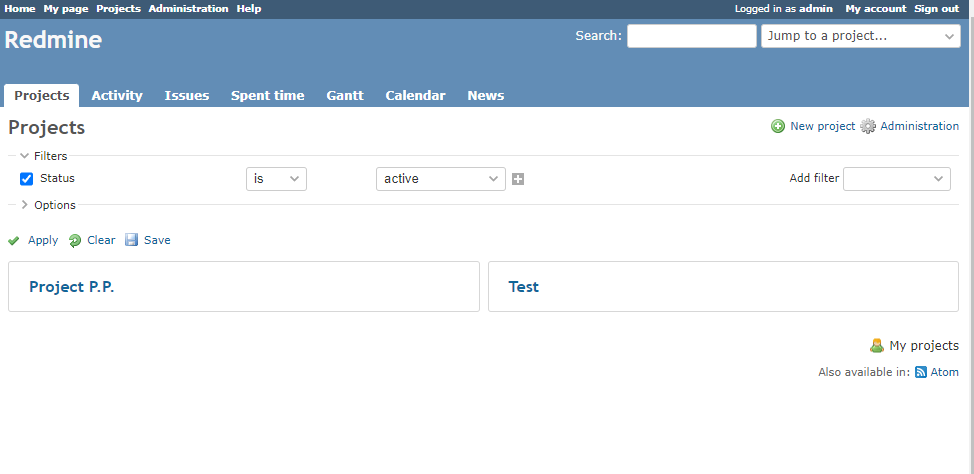 Home My page Projects Administration Help Logged in as admin My account Sign out
Redmine Search: Jump to a project...
Projects Activity Issues Spent time Gantt Calendar News
Projects New project Administration
Filters
Status is active Add filter
Options
Apply Clear Save
Project P.P. Test
My projects
Also available in: Atom